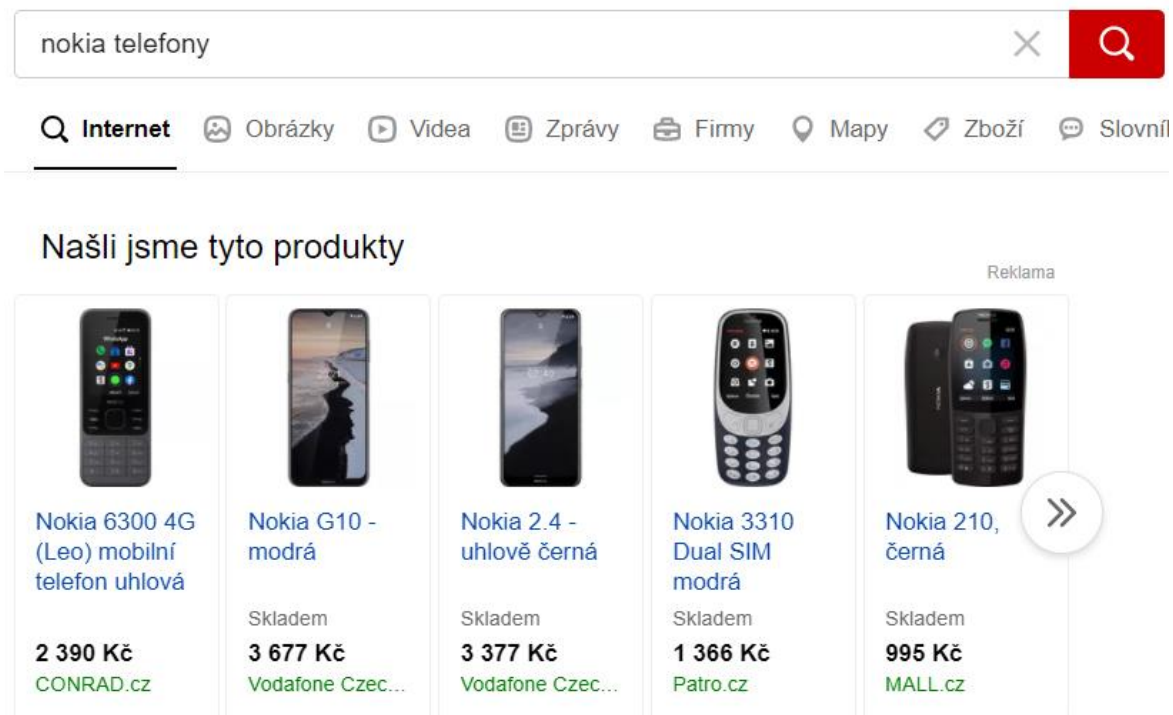 nokia telefony
Internet Obrázky Videa Zprávy Firmy Mapy Zboží
Našli jsme tyto produkty
Reklama
Nokia 6300 4G
(Leo) mobilní
telefon uhlová
2 390 Kč
CONRAD.cz
Nokia G10 -
modrá
Skladem
3 677 Kč
Vodafone Czec...
Nokia 2.4 -
uhlově černá
Skladem
3 377 Kč
Vodafone Czec...
Nokia 3310
Dual SIM
modrá
Skladem
1 366 Kč
Patro.cz
Nokia 210,
černá
Skladem
995 Kč
MALL.cz